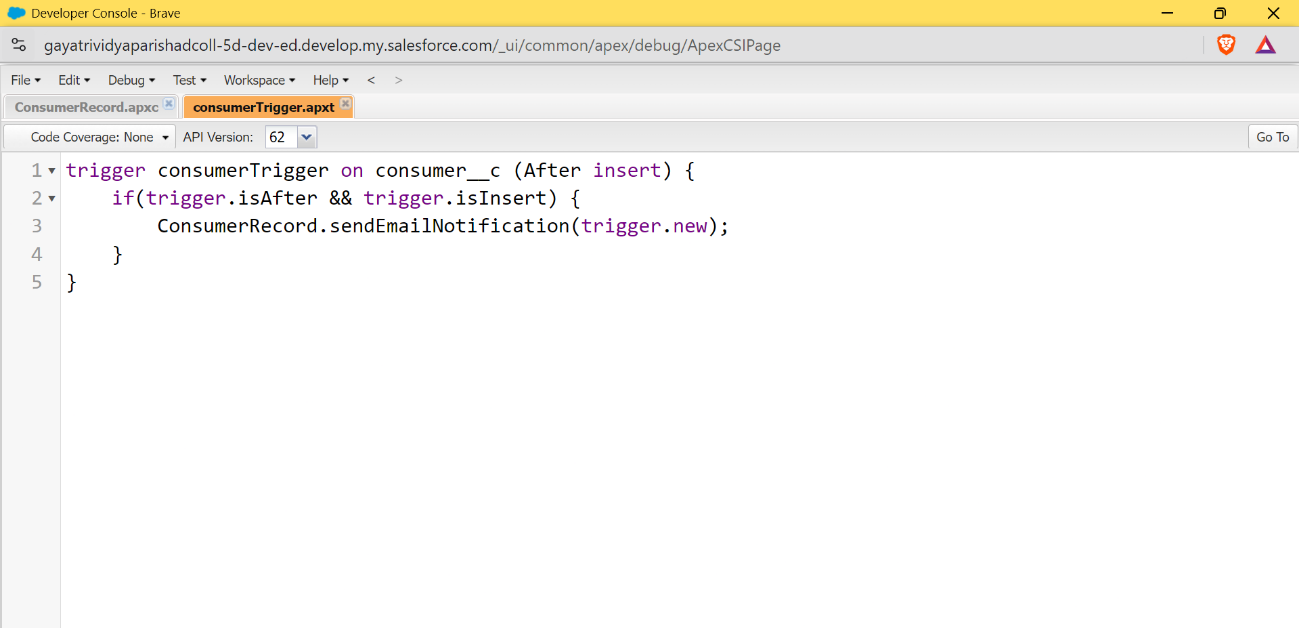 Developer Console - Brave
gayatrividyaparishadcoll-5d-dev-ed.develop.my.salesforce.com/_ui/common/apex/debug/ApexCSIPage
File Edit Debug Test Workspace Help < >
ConsumerRecord.apxc consumerTrigger.apxt
Code Coverage: None API Version: 62 Go To
1 trigger consumerTrigger on consumer__c (After insert) {
2 if(trigger.isAfter && trigger.isInsert) {
3 ConsumerRecord.sendEmailNotification(trigger.new);
4 }
5 }